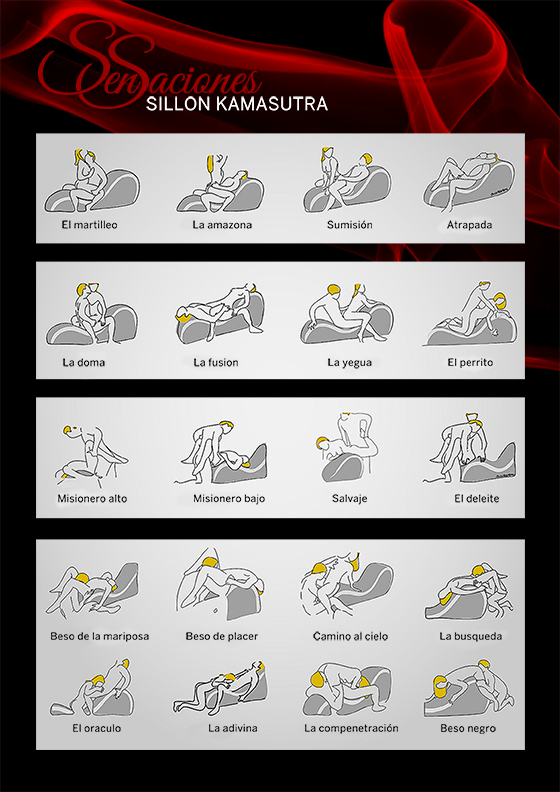 SenSaciones
SILLON KAMASUTRA
El martilleo
La amazona
Sumisión
Atrapada
La doma
La fusion
La yegua
El perrito
Misionero alto
Misionero bajo
Salvaje
El deleite
Beso de la mariposa
Beso de placer
Camino al cielo
La busqueda
El oraculo
La adivina
La compenetración
Beso negro